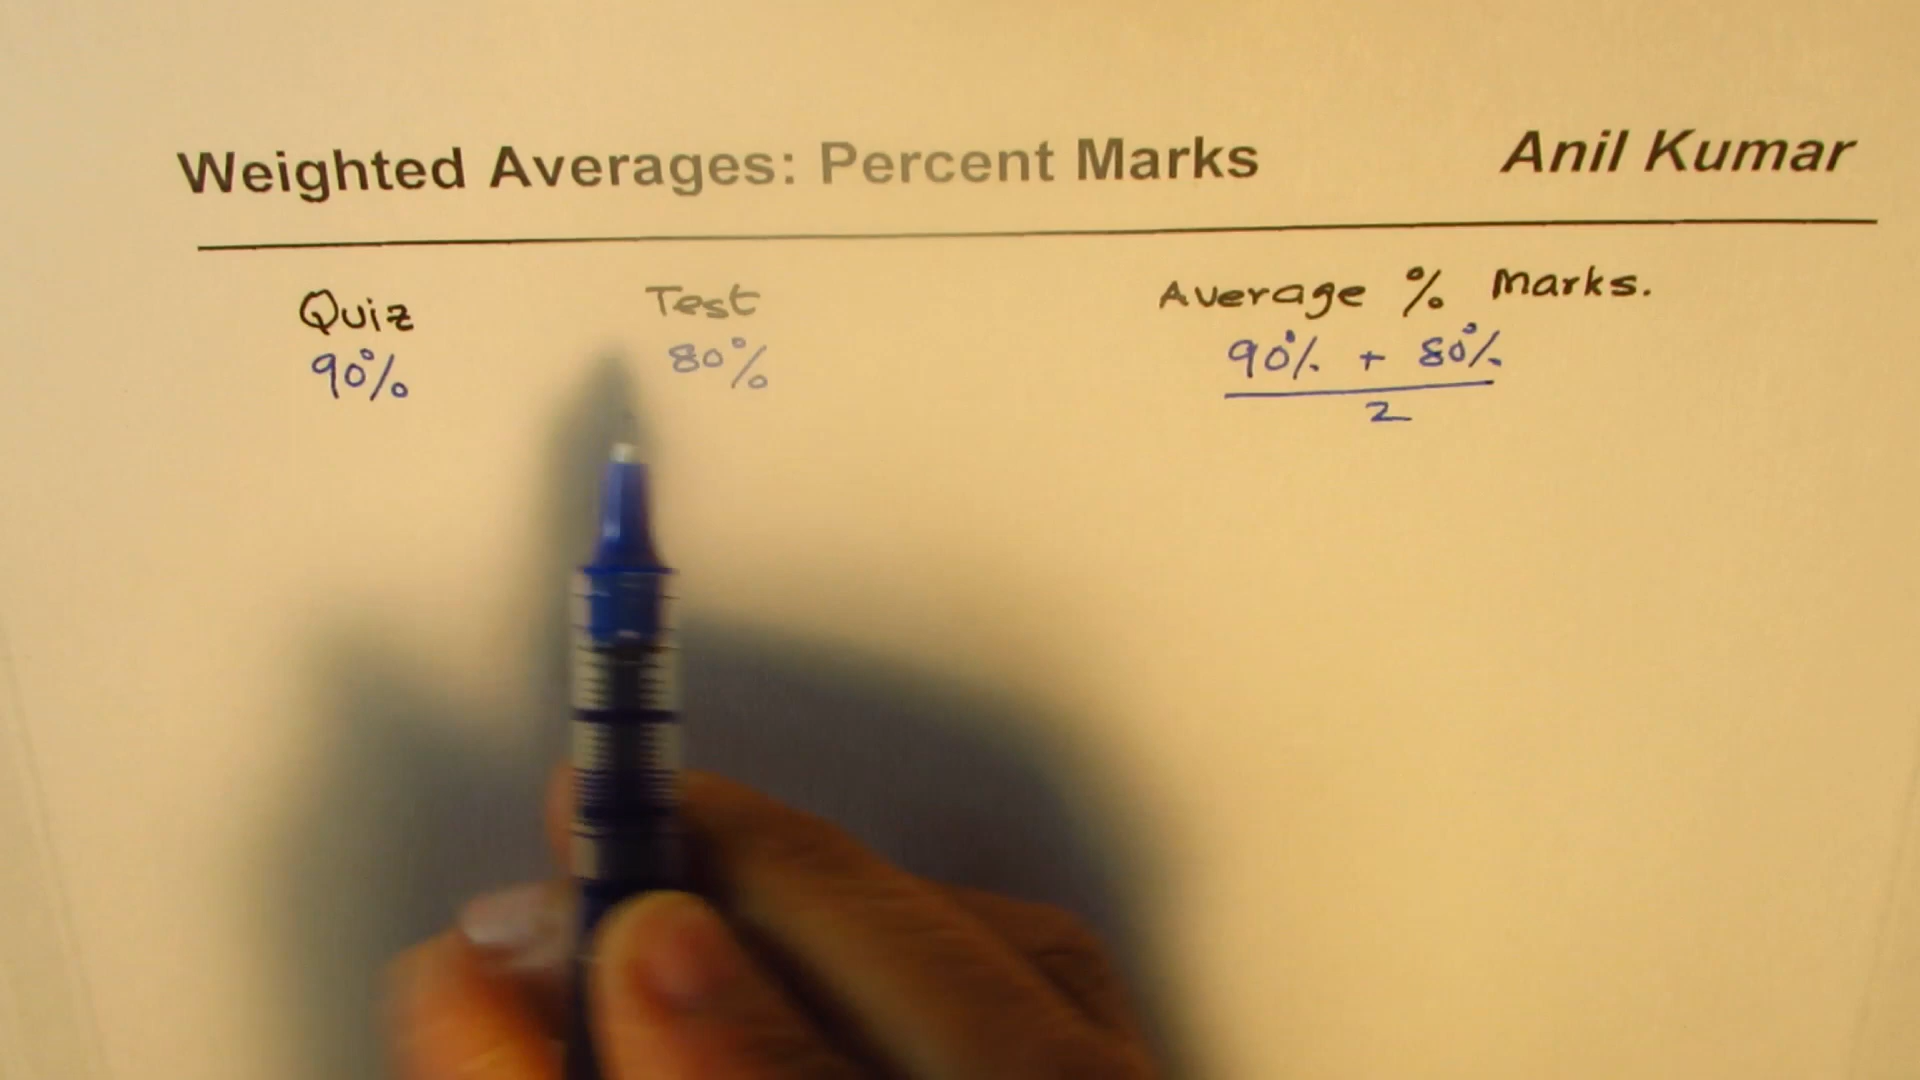 Weighted Averages: Percent Marks Anil Kumar
Quiz Test Average % Marks.
90% 80% 90% + 80%
2